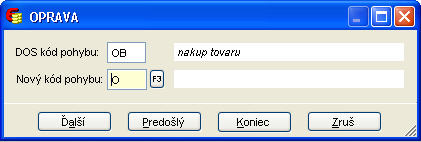 OPRAVA
DOS kód pohybu: OB nakup tovaru
Nový kód pohybu: O F3
Ďalší Predošlý Koniec Zruš